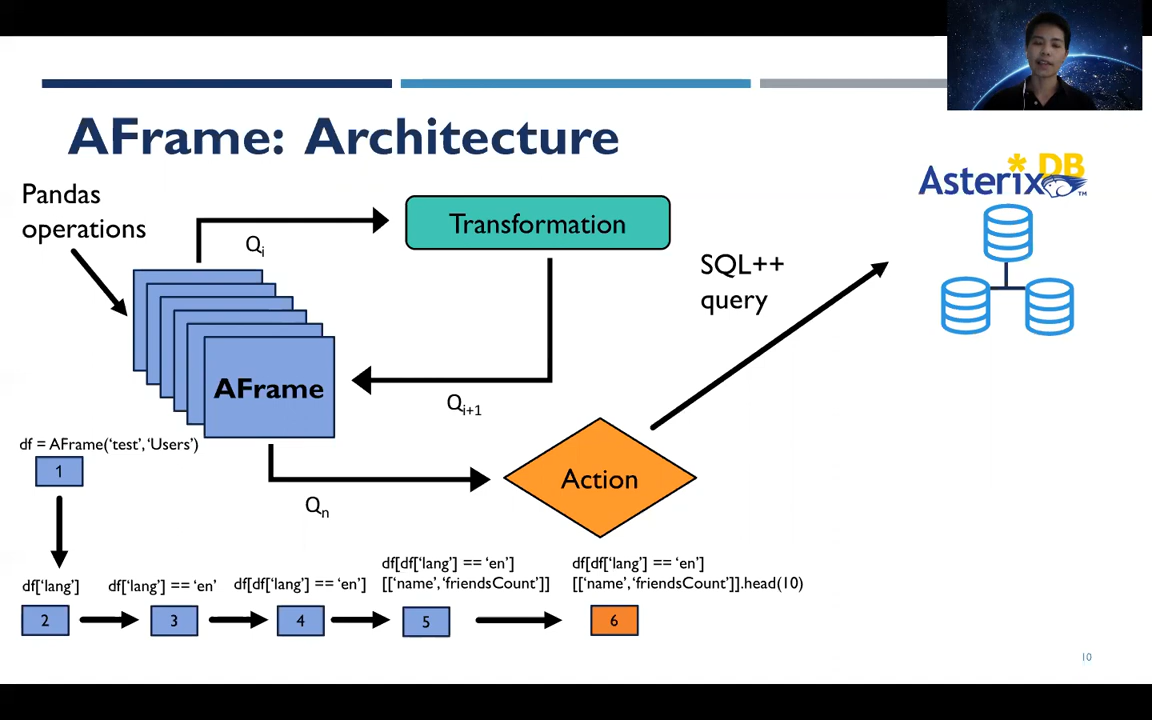 AFrame: Architecture
Pandas
operations
Qi
Transformation
SQL++
query
AsterixDB
TM
AFrame
Qi+1
df = AFrame(‘test’,‘Users’)
1
Action
Qn
df[‘lang’]
2
df[‘lang’] == ‘en’
3
df[df[‘lang’] == ‘en’]
4
df[df[‘lang’] == ‘en’]
[[‘name’,‘friendsCount’]]
5
df[df[‘lang’] == ‘en’]
[[‘name’,‘friendsCount’]].head(10)
6
10